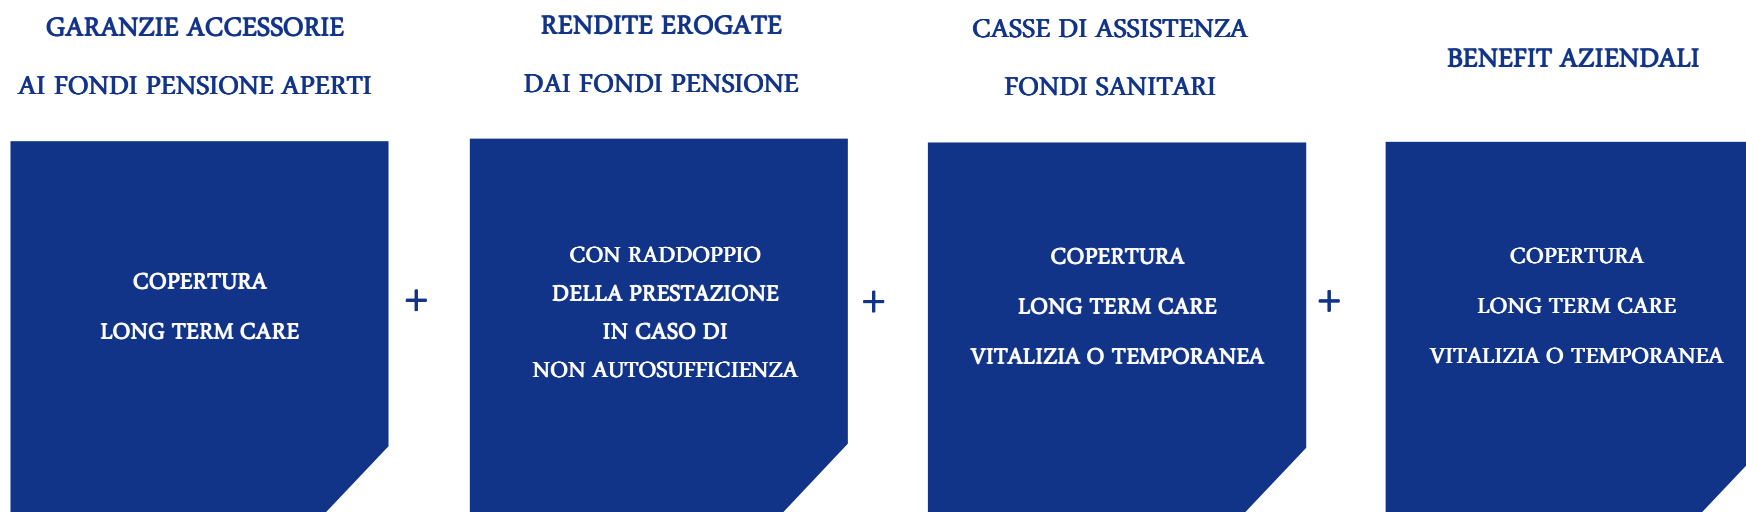 GARANZIE ACCESSORIE
AI FONDI PENSIONE APERTI
COPERTURA
LONG TERM CARE
+
RENDITE EROGATE
DAI FONDI PENSIONE
CON RADDOPPIO
DELLA PRESTAZIONE
IN CASO DI
NON AUTOSUFFICIENZA
+
CASSE DI ASSISTENZA
FONDI SANITARI
COPERTURA
LONG TERM CARE
VITALIZIA O TEMPORANEA
+
BENEFIT AZIENDALI
COPERTURA
LONG TERM CARE
VITALIZIA O TEMPORANEA